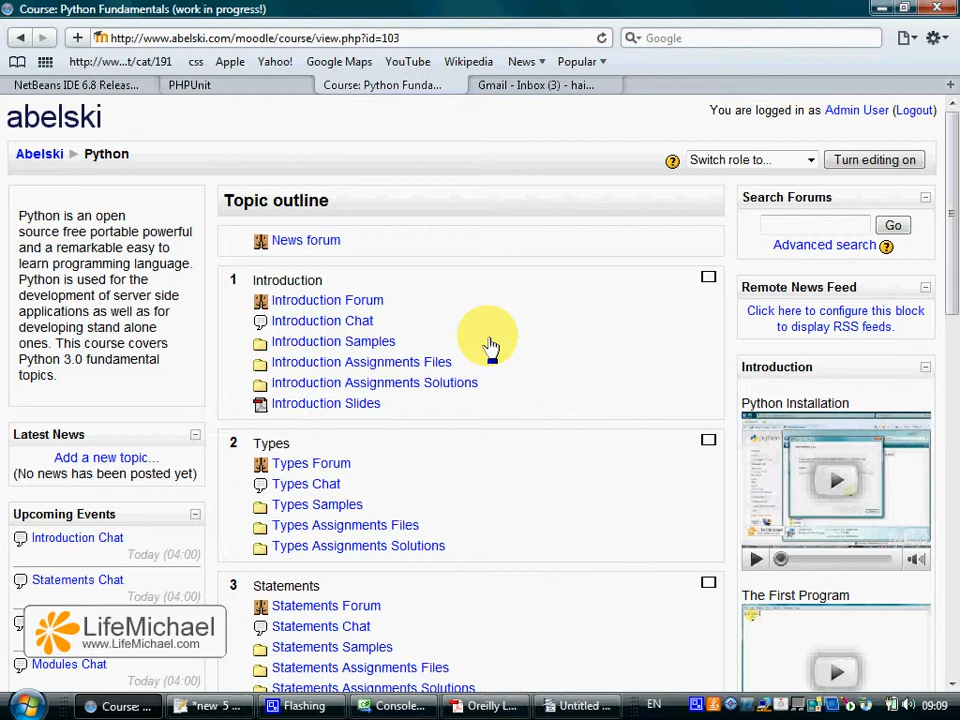 Course: Python Fundamentals (work in progress!)
http://www.abelski.com/moodle/course/view.php?id=103
Google
http://ww...t/cat/191 css Apple Yahoo! Google Maps YouTube Wikipedia News Popular
NetBeans IDE 6.8 Releas... PHPUnit Course: Python Funda... Gmail - Inbox (3) - hai...
abelski
You are logged in as Admin User (Logout)
Abelski ► Python
Switch role to...
Turn editing on
Python is an open
source free portable powerful
and a remarkable easy to
learn programming language.
Python is used for the
development of server side
applications as well as for
developing stand alone
ones. This course covers
Python 3.0 fundamental
topics.
Latest News
Add a new topic...
(No news has been posted yet)
Upcoming Events
Introduction Chat
Today (04:00)
Statements Chat
Today (04:00)
Modules Chat
Today (04:00)
LifeMichael
www.LifeMichael.com
Topic outline
News forum
1 Introduction
Introduction Forum
Introduction Chat
Introduction Samples
Introduction Assignments Files
Introduction Assignments Solutions
Introduction Slides
2 Types
Types Forum
Types Chat
Types Samples
Types Assignments Files
Types Assignments Solutions
3 Statements
Statements Forum
Statements Chat
Statements Samples
Statements Assignments Files
Statements Assignments Solutions
Search Forums
Go
Advanced search
Remote News Feed
Click here to configure this block
to display RSS feeds.
Introduction
Python Installation
The First Program
Course: ... *new 5 ... Flashing Console... Oreilly L... Untitled ... EN 09:09